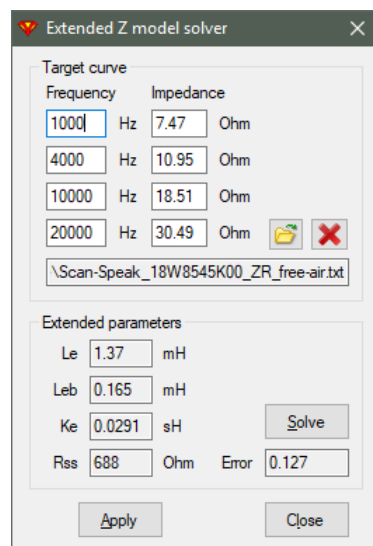 Extended Z model solver
Target curve
Frequency Impedance
1000 Hz 7.47 Ohm
4000 Hz 10.95 Ohm
10000 Hz 18.51 Ohm
20000 Hz 30.49 Ohm
\Scan-Speak_18W8545K00_ZR_free-air.txt
Extended parameters
Le 1.37 mH
Leb 0.165 mH
Ke 0.0291 sH Solve
Rss 688 Ohm Error 0.127
Apply Close